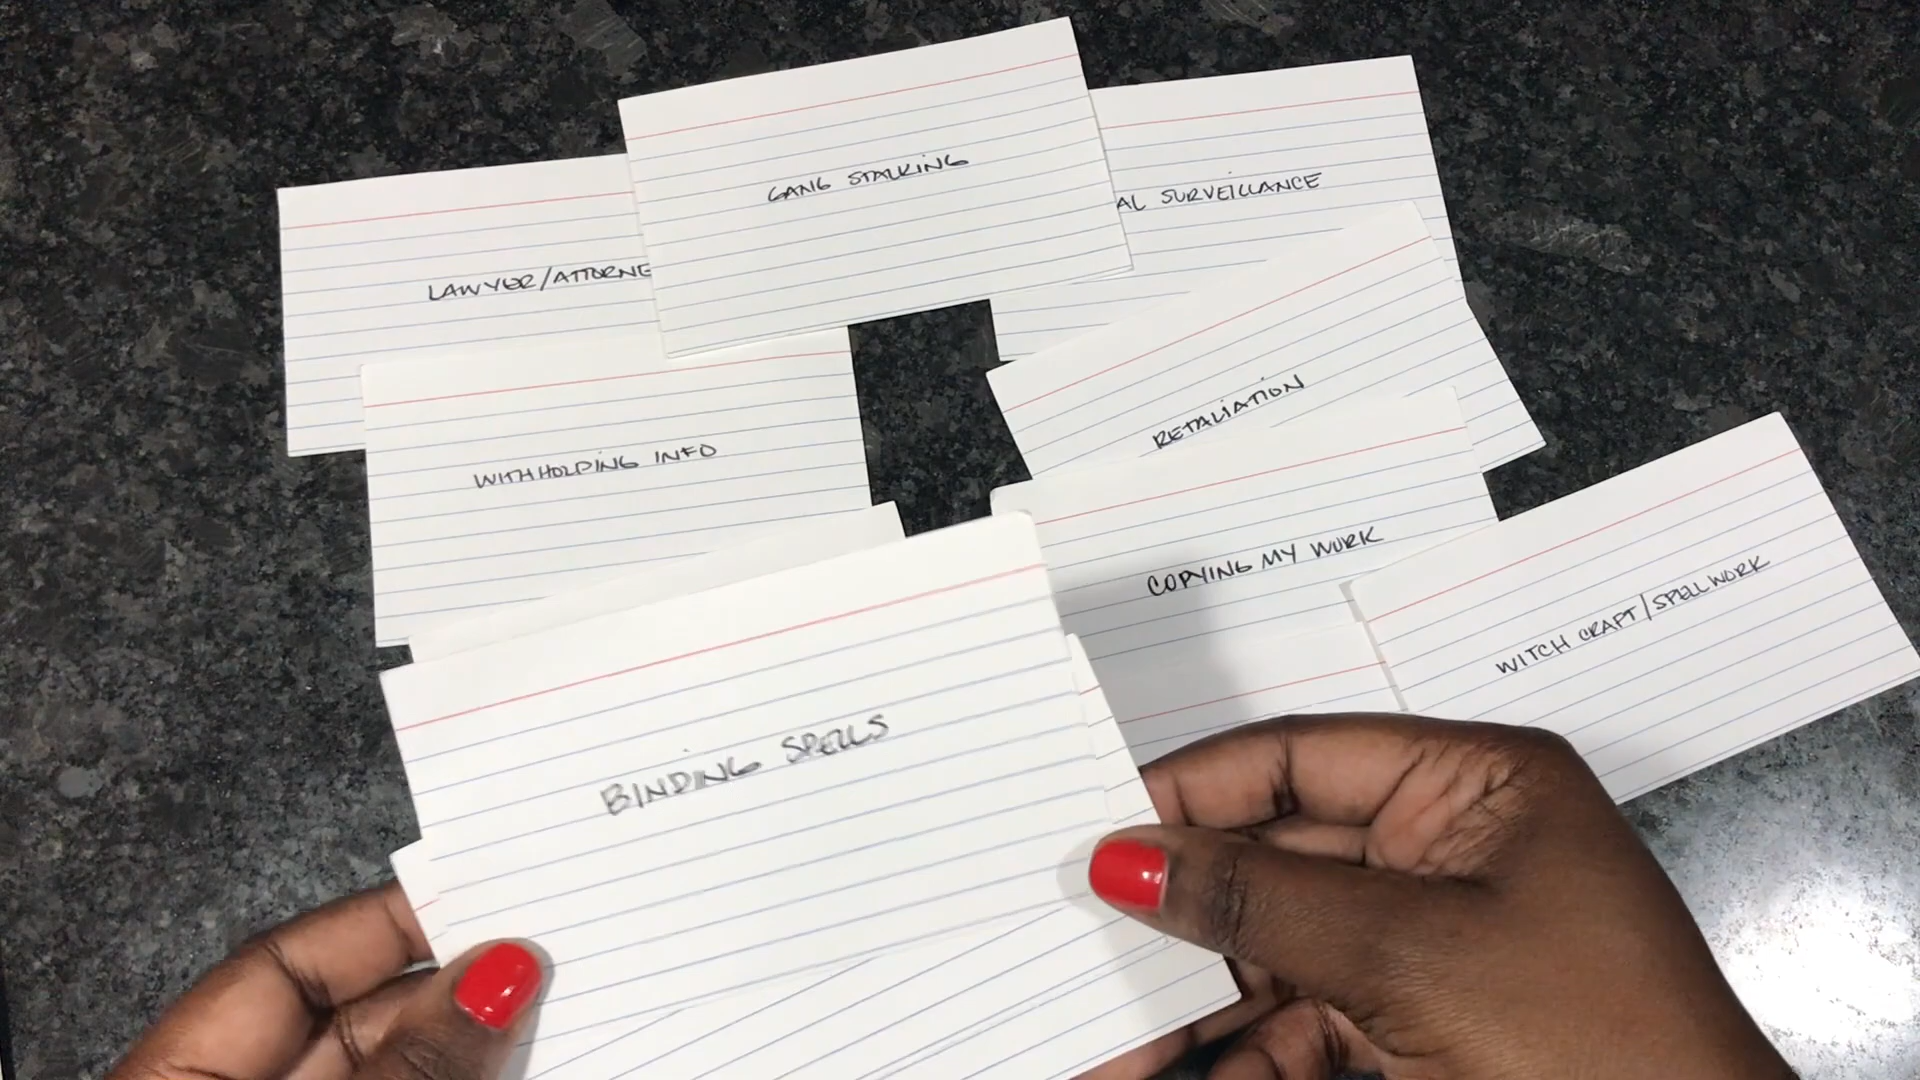 GANG STALKING
AL SURVEILLANCE
LAWYER/ATTORNE
RETALIATION
WITHHOLDING INFO
COPYING MY WORK
WITCH CRAFT/SPELL WORK
BINDING SPELLS